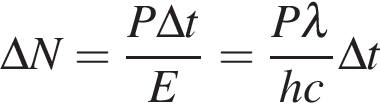 ΔN = PΔt/E = Pλ/hc Δt